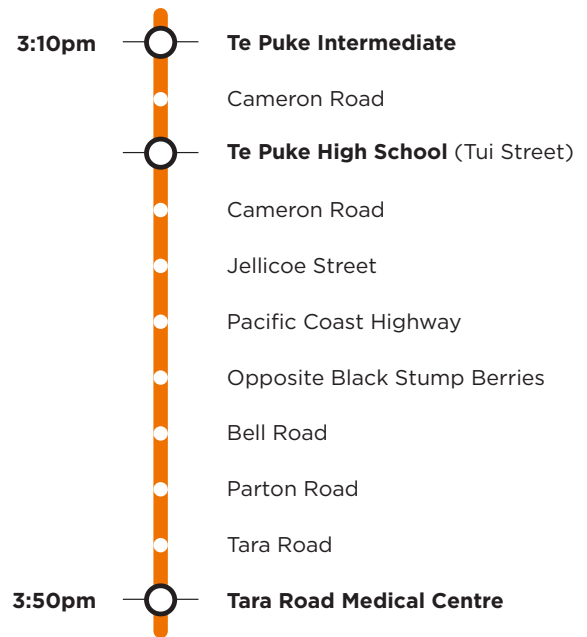 3:10pm Te Puke Intermediate
Cameron Road
Te Puke High School (Tui Street)
Cameron Road
Jellicoe Street
Pacific Coast Highway
Opposite Black Stump Berries
Bell Road
Parton Road
Tara Road
3:50pm Tara Road Medical Centre